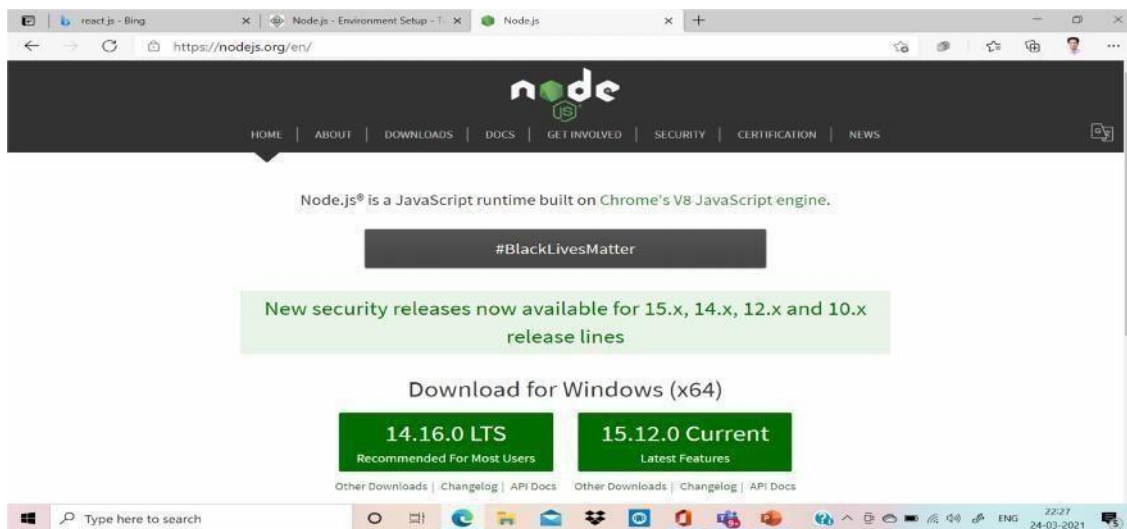 react js - Bing
Node.js - Environment Setup - T
Node.js
https://nodejs.org/en/
node
JS
HOME | ABOUT | DOWNLOADS | DOCS | GET INVOLVED | SECURITY | CERTIFICATION | NEWS
Node.js® is a JavaScript runtime built on Chrome's V8 JavaScript engine.
#BlackLivesMatter
New security releases now available for 15.x, 14.x, 12.x and 10.x
release lines
Download for Windows (x64)
14.16.0 LTS
Recommended For Most Users
15.12.0 Current
Latest Features
Other Downloads | Changelog | API Docs
Other Downloads | Changelog | API Docs
Type here to search
ENG
22:27
24-03-2021